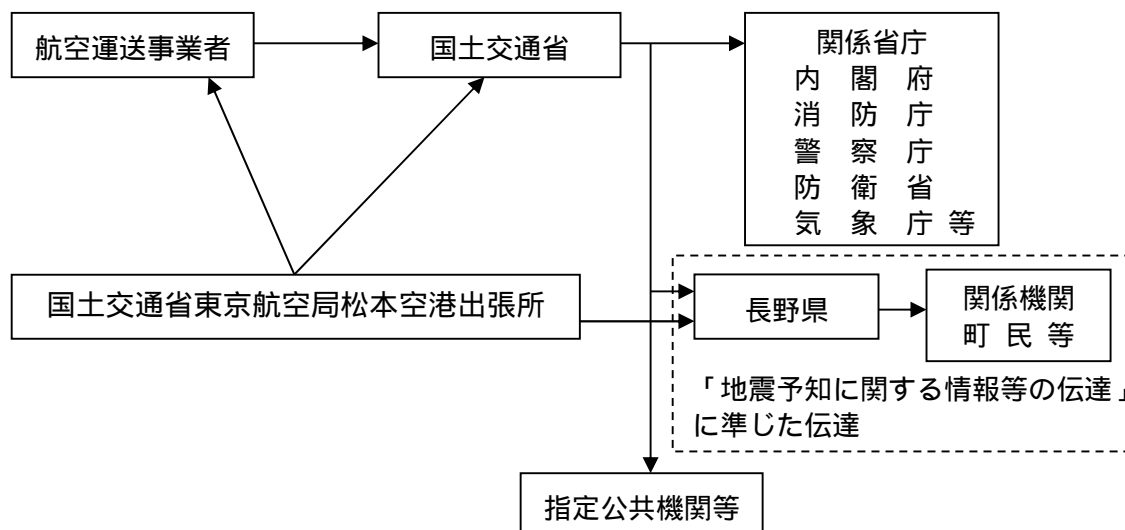 航空運送事業者
国土交通省
関係省庁
内 閣 府
消 防 庁
警 察 庁
防 衛 省
気 象 庁 等
国土交通省東京航空局松本空港出張所
長野県
関係機関
町 民 等
「地震予知に関する情報等の伝達」
に準じた伝達
指定公共機関等